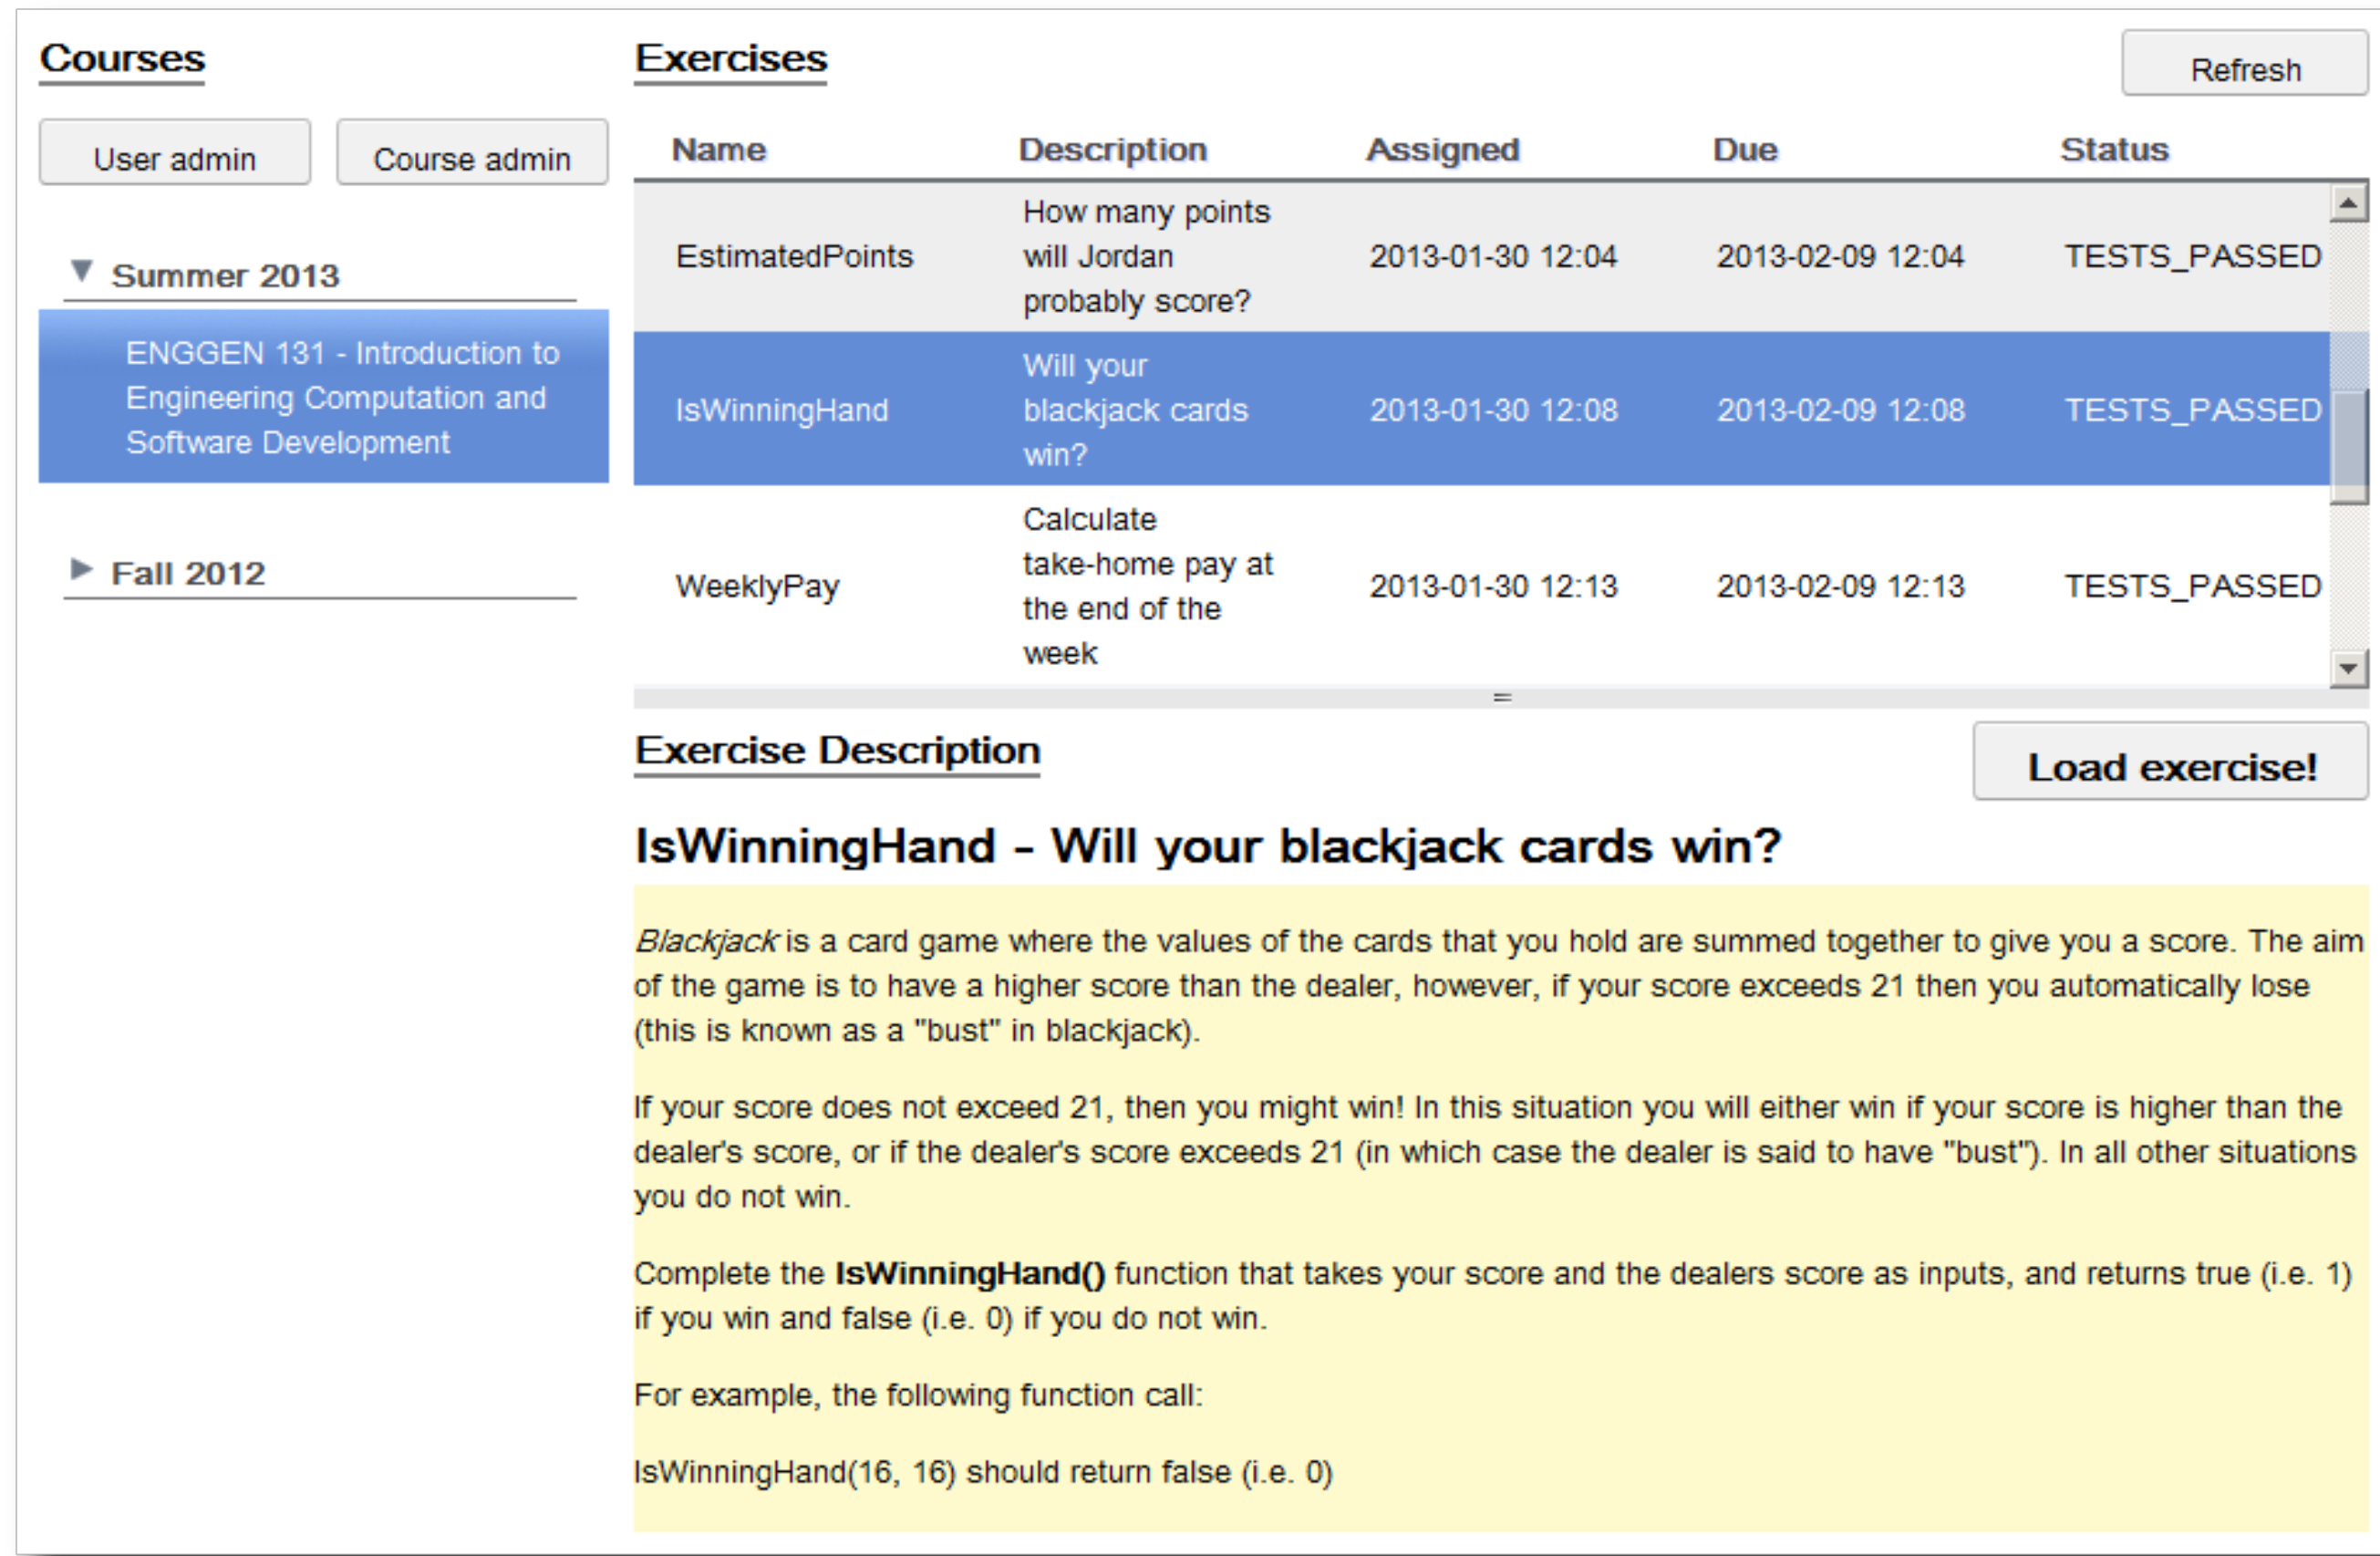 Courses
User admin
Course admin
Summer 2013
ENGGEN 131 - Introduction to
Engineering Computation and
Software Development
Fall 2012
Exercises
Refresh
Name Description Assigned Due Status
How many points
EstimatedPoints will Jordan 2013-01-30 12:04 2013-02-09 12:04 TESTS_PASSED
probably score?
Will your
IsWinningHand blackjack cards 2013-01-30 12:08 2013-02-09 12:08 TESTS_PASSED
win?
Calculate
take-home pay at
WeeklyPay 2013-01-30 12:13 2013-02-09 12:13 TESTS_PASSED
the end of the
week
Exercise Description
Load exercise!
IsWinningHand - Will your blackjack cards win?
Blackjack is a card game where the values of the cards that you hold are summed together to give you a score. The aim
of the game is to have a higher score than the dealer, however, if your score exceeds 21 then you automatically lose
(this is known as a "bust" in blackjack).
If your score does not exceed 21, then you might win! In this situation you will either win if your score is higher than the
dealer's score, or if the dealer's score exceeds 21 (in which case the dealer is said to have "bust"). In all other situations
you do not win.
Complete the IsWinningHand() function that takes your score and the dealers score as inputs, and returns true (i.e. 1)
if you win and false (i.e. 0) if you do not win.
For example, the following function call:
IsWinningHand(16, 16) should return false (i.e. 0)